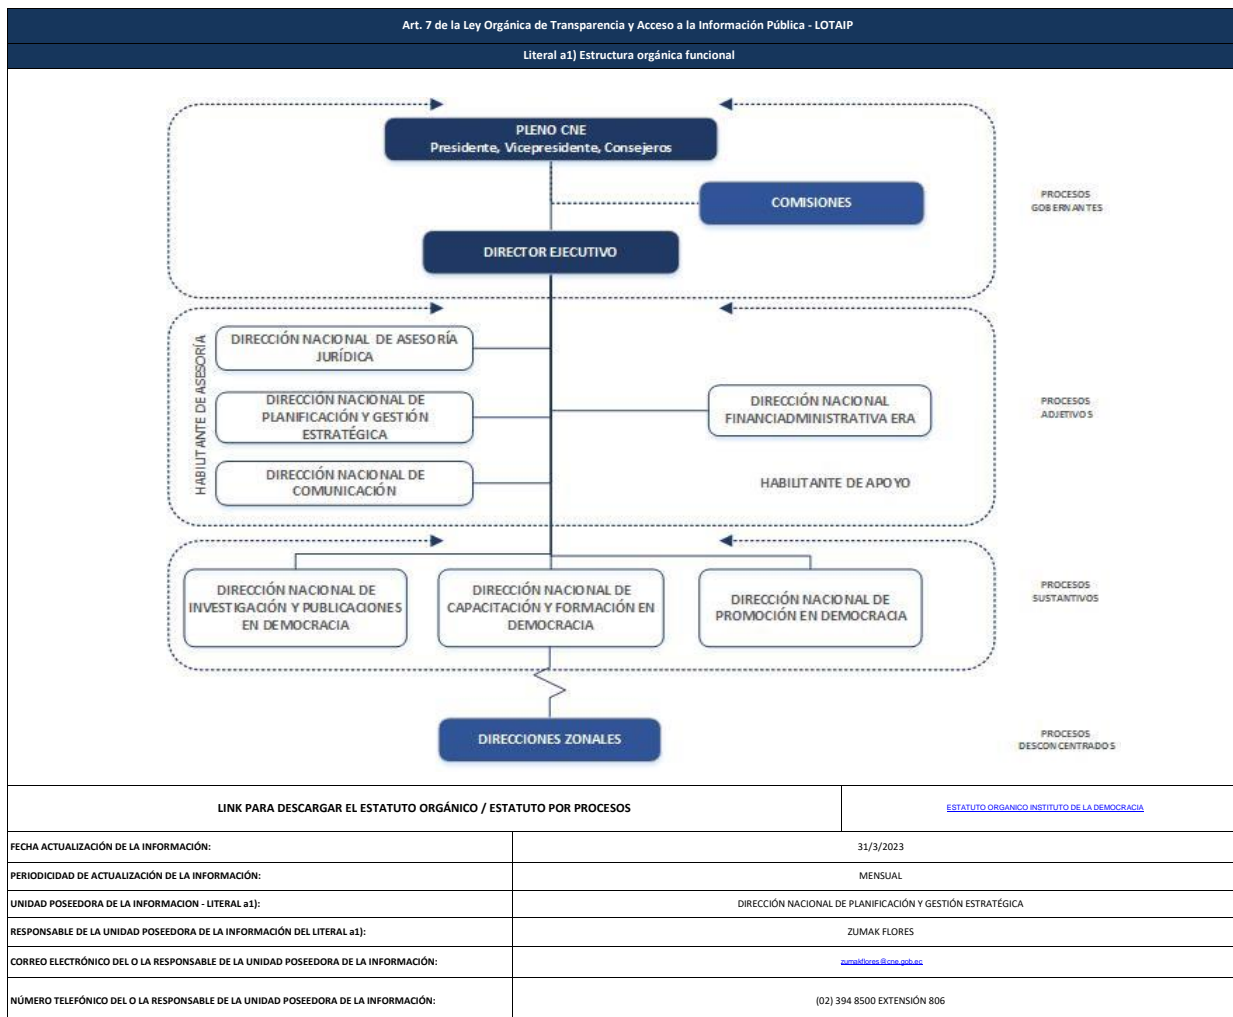 Art. 7 de la Ley Orgánica de Transparencia y Acceso a la Información Pública - LOTAIP
Literal a1) Estructura orgánica funcional
PLENO CNE
Presidente, Vicepresidente, Consejeros
COMISIONES
PROCESOS
GOBERNANTES
DIRECTOR EJECUTIVO
HABILITANTE DE ASESORÍA
DIRECCIÓN NACIONAL DE ASESORÍA
JURÍDICA
DIRECCIÓN NACIONAL DE
PLANIFICACIÓN Y GESTIÓN
ESTRATÉGICA
DIRECCIÓN NACIONAL DE
COMUNICACIÓN
DIRECCIÓN NACIONAL
FINANCIADMINISTRATIVA ERA
HABILITANTE DE APOYO
PROCESOS
ADJETIVOS
DIRECCIÓN NACIONAL DE
INVESTIGACIÓN Y PUBLICACIONES
EN DEMOCRACIA
DIRECCIÓN NACIONAL DE
CAPACITACIÓN Y FORMACIÓN EN
DEMOCRACIA
DIRECCIÓN NACIONAL DE
PROMOCIÓN EN DEMOCRACIA
PROCESOS
SUSTANTIVOS
DIRECCIONES ZONALES
PROCESOS
DESCONCENTRADOS
LINK PARA DESCARGAR EL ESTATUTO ORGÁNICO / ESTATUTO POR PROCESOS
ESTATUTO ORGANICO INSTITUTO DE LA DEMOCRACIA
FECHA ACTUALIZACIÓN DE LA INFORMACIÓN:
31/3/2023
PERIODICIDAD DE ACTUALIZACIÓN DE LA INFORMACIÓN:
MENSUAL
UNIDAD POSEEDORA DE LA INFORMACION - LITERAL a1):
DIRECCIÓN NACIONAL DE PLANIFICACIÓN Y GESTIÓN ESTRATÉGICA
RESPONSABLE DE LA UNIDAD POSEEDORA DE LA INFORMACIÓN DEL LITERAL a1):
ZUMAK FLORES
CORREO ELECTRÓNICO DEL O LA RESPONSABLE DE LA UNIDAD POSEEDORA DE LA INFORMACIÓN:
zumakflores@cne.gob.ec
NÚMERO TELEFÓNICO DEL O LA RESPONSABLE DE LA UNIDAD POSEEDORA DE LA INFORMACIÓN:
(02) 394 8500 EXTENSIÓN 806